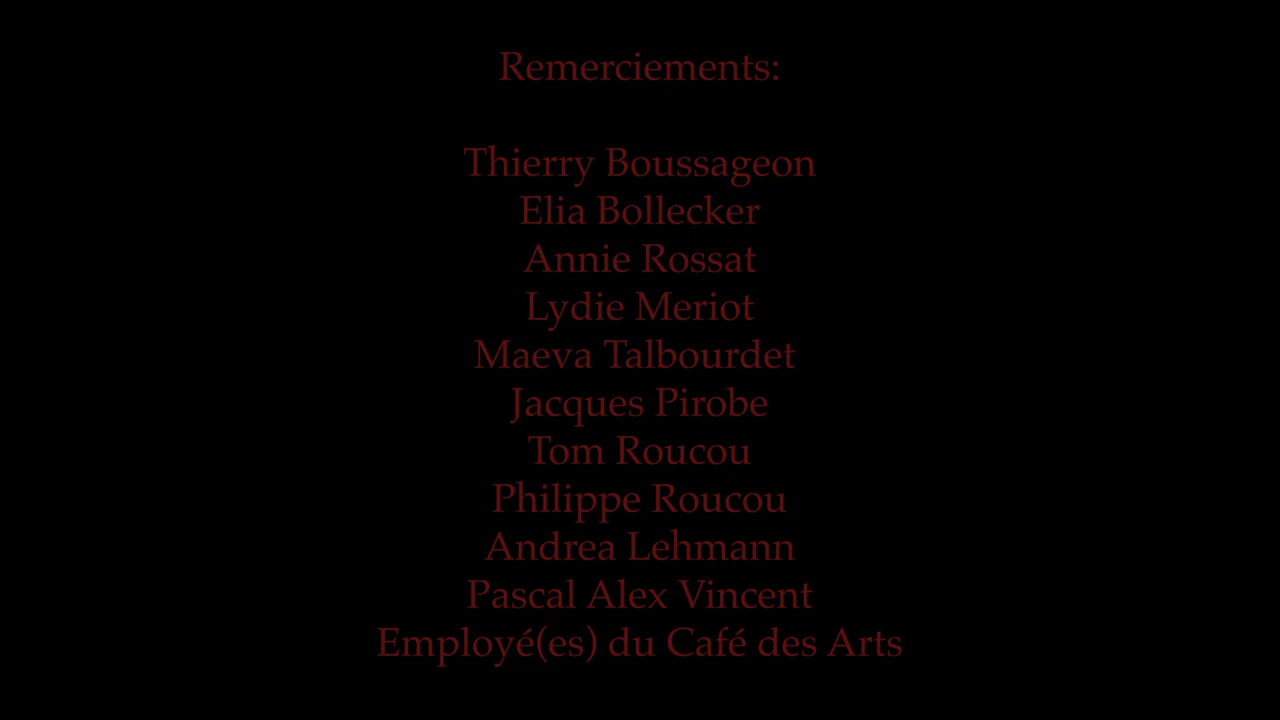 Remerciements:
Thierry Boussageon
Elia Bollecker
Annie Rossat
Lydie Meriot
Maeva Talbourdet
Jacques Pirobe
Tom Roucou
Philippe Roucou
Andrea Lehmann
Pascal Alex Vincent
Employé(es) du Café des Arts